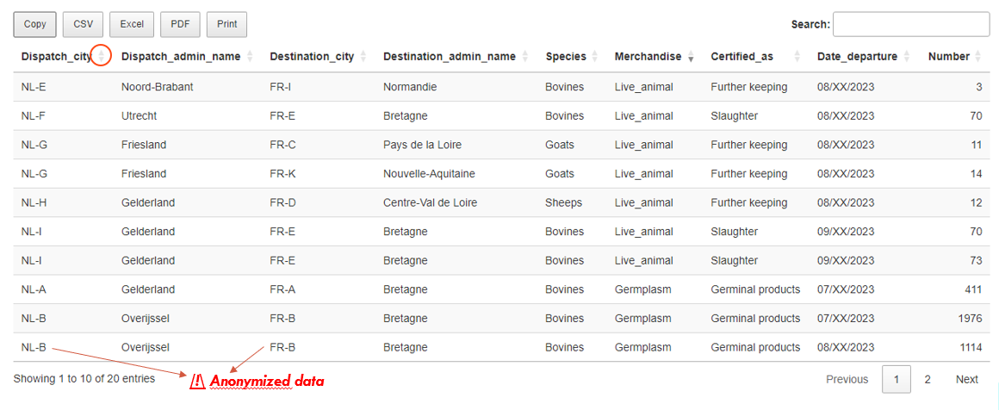 Copy CSV Excel PDF Print Search:
Dispatch_city Dispatch_admin_name Destination_city Destination_admin_name Species Merchandise Certified_as Date_departure Number
NL-E Noord-Brabant FR-I Normandie Bovines Live_animal Further keeping 08/XX/2023 3
NL-F Utrecht FR-E Bretagne Bovines Live_animal Slaughter 08/XX/2023 70
NL-G Friesland FR-C Pays de la Loire Goats Live_animal Further keeping 08/XX/2023 11
NL-G Friesland FR-K Nouvelle-Aquitaine Goats Live_animal Further keeping 08/XX/2023 14
NL-H Gelderland FR-D Centre-Val de Loire Sheeps Live_animal Further keeping 08/XX/2023 12
NL-I Gelderland FR-E Bretagne Bovines Live_animal Slaughter 09/XX/2023 70
NL-I Gelderland FR-E Bretagne Bovines Live_animal Slaughter 09/XX/2023 73
NL-A Gelderland FR-A Bretagne Bovines Germplasm Germinal products 07/XX/2023 411
NL-B Overijssel FR-B Bretagne Bovines Germplasm Germinal products 07/XX/2023 1976
NL-B Overijssel FR-B Bretagne Bovines Germplasm Germinal products 08/XX/2023 1114
Showing 1 to 10 of 20 entries /!\ Anonymized data Previous 1 2 Next